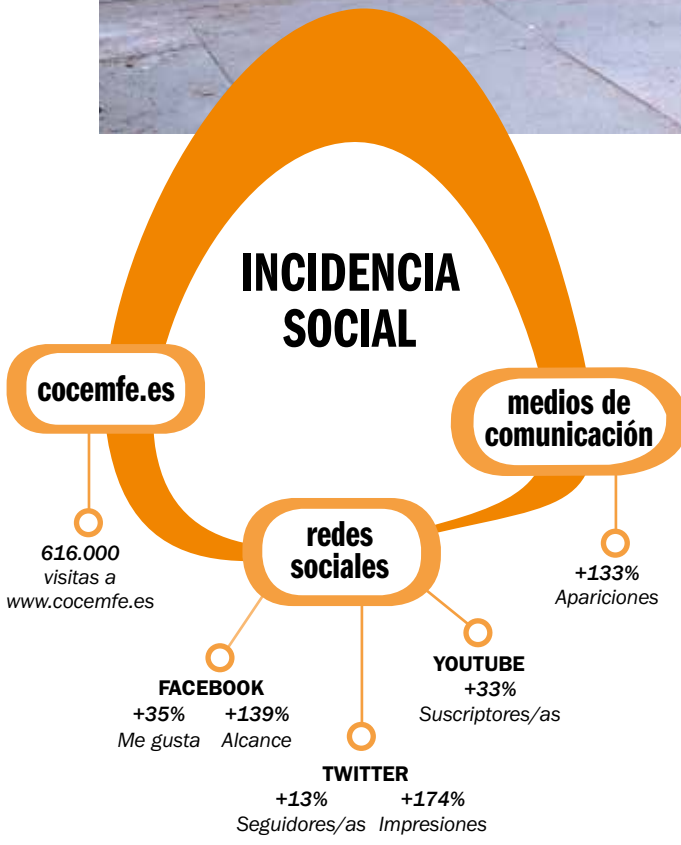 INCIDENCIA
SOCIAL
cocemfe.es
616.000
visitas a
www.cocemfe.es
medios de
comunicación
+133%
Apariciones
redes
sociales
FACEBOOK
+35% +139%
Me gusta Alcance
TWITTER
+13% +174%
Seguidores/as Impresiones
YOUTUBE
+33%
Suscriptores/as